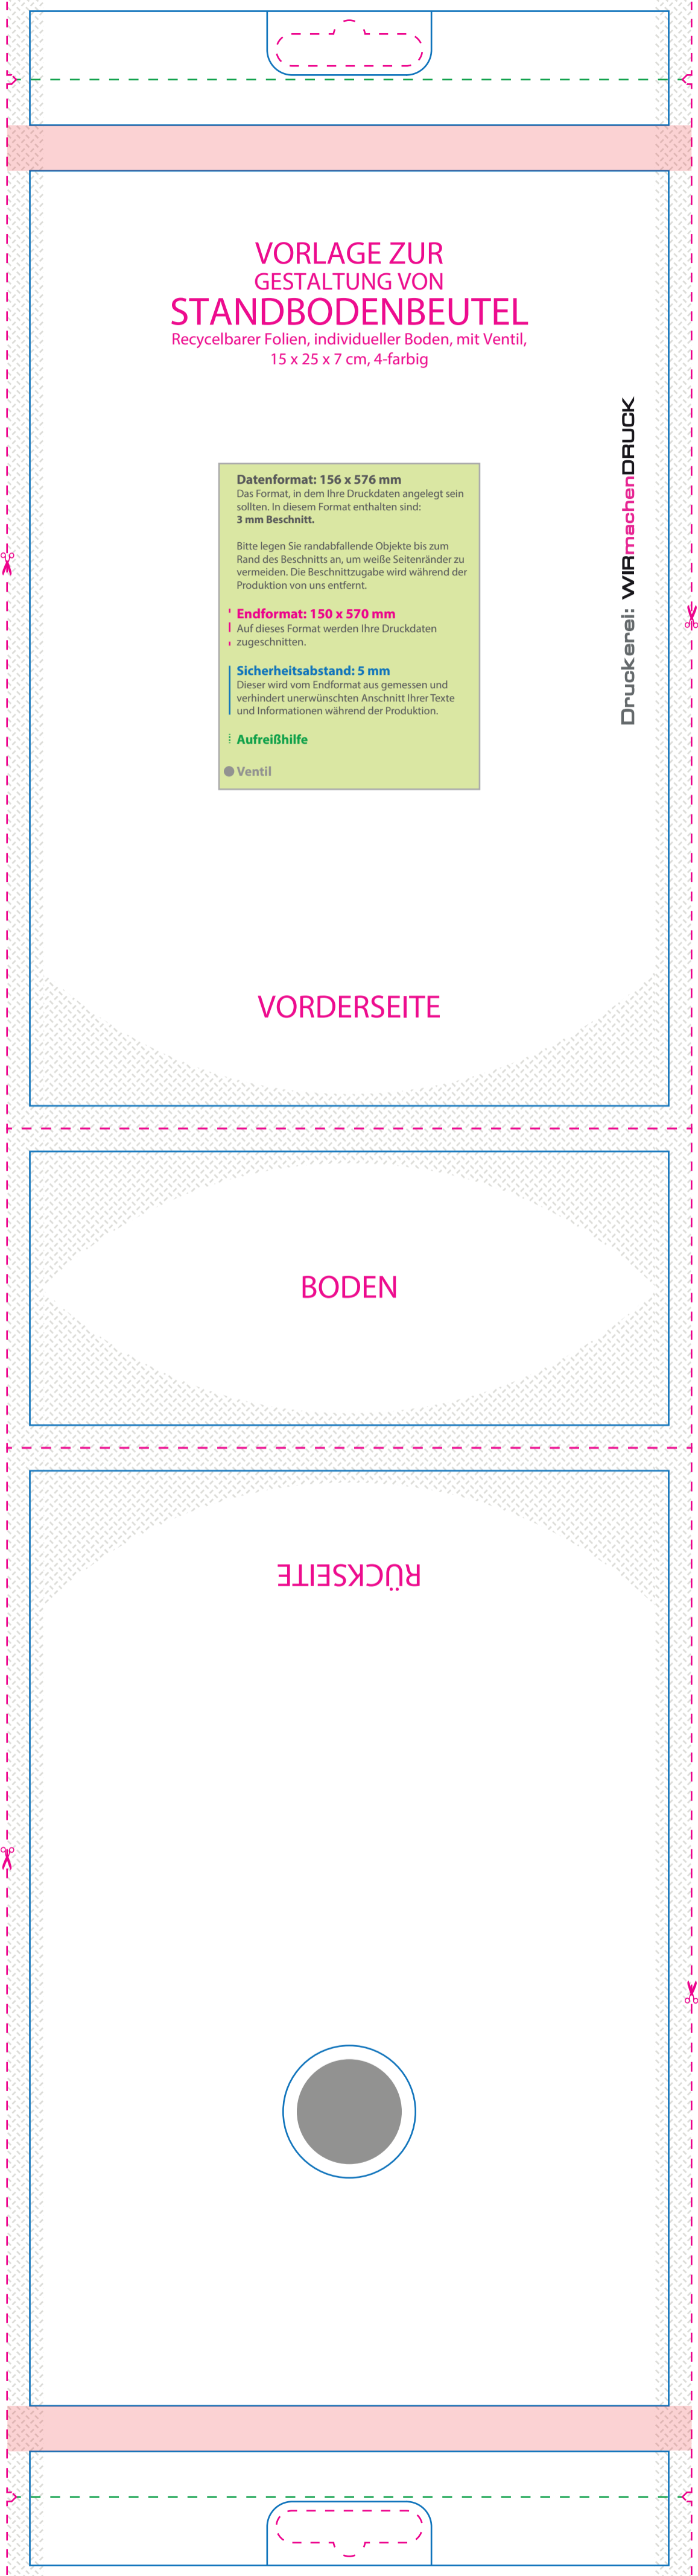 VORLAGE ZUR
GESTALTUNG VON
STANDBODENBEUTEL
Recycelbarer Folien, individueller Boden, mit Ventil,
15 x 25 x 7 cm, 4-farbig
Druckerei: WIRmachenDRUCK
Datenformat: 156 x 576 mm
Das Format, in dem Ihre Druckdaten angelegt sein
sollten. In diesem Format enthalten sind:
3 mm Beschnitt.
Bitte legen Sie randabfallende Objekte bis zum
Rand des Beschnitts an, um weiße Seitenränder zu
vermeiden. Die Beschnittzugabe wird während der
Produktion von uns entfernt.
Endformat: 150 x 570 mm
Auf dieses Format werden Ihre Druckdaten
zugeschnitten.
Sicherheitsabstand: 5 mm
Dieser wird vom Endformat aus gemessen und
verhindert unerwünschten Anschnitt Ihrer Texte
und Informationen während der Produktion.
Aufreißhilfe
Ventil
VORDERSEITE
BODEN
RÜCKSEITE